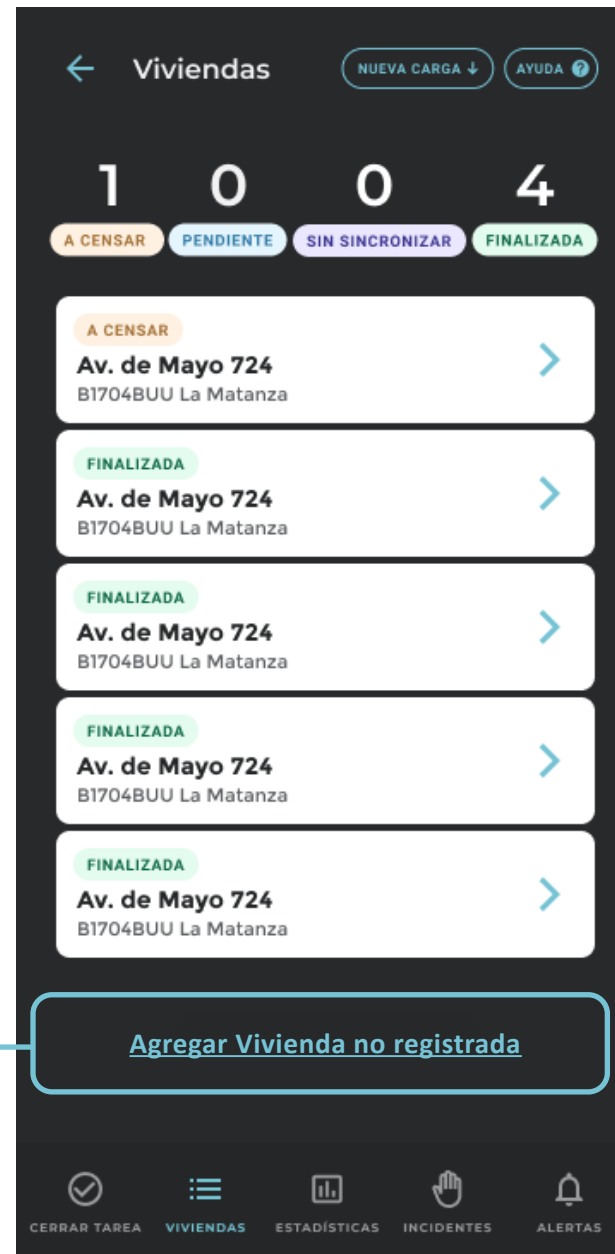 Viviendas
NUEVA CARGA
AYUDA ?
1 0 0 4
A CENSAR PENDIENTE SIN SINCRONIZAR FINALIZADA
A CENSAR
Av. de Mayo 724
B1704BUU La Matanza
FINALIZADA
Av. de Mayo 724
B1704BUU La Matanza
FINALIZADA
Av. de Mayo 724
B1704BUU La Matanza
FINALIZADA
Av. de Mayo 724
B1704BUU La Matanza
FINALIZADA
Av. de Mayo 724
B1704BUU La Matanza
Agregar Vivienda no registrada
CERRAR TAREA VIVIENDAS ESTADÍSTICAS INCIDENTES ALERTAS